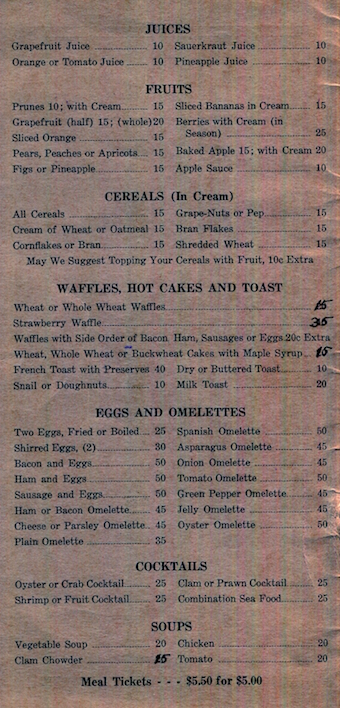 JUICES
Grapefruit Juice 10 Sauerkraut Juice 10
Orange or Tomato Juice 10 Pineapple Juice 10
FRUITS
Prunes 10; with Cream 15 Sliced Bananas in Cream 15
Grapefruit (half) 15; (whole) 20 Berries with Cream (in
Sliced Orange 15 Season) 25
Pears, Peaches or Apricots 15 Baked Apple 15; with Cream 20
Figs or Pineapple 15 Apple Sauce 10
CEREALS (In Cream)
All Cereals 15 Grape-Nuts or Pep 15
Cream of Wheat or Oatmeal 15 Bran Flakes 15
Cornflakes or Bran 15 Shredded Wheat 15
May We Suggest Topping Your Cereals with Fruit, 10c Extra
WAFFLES, HOT CAKES AND TOAST
Wheat or Whole Wheat Waffles 15
Strawberry Waffle 35
Waffles with Side Order of Bacon Ham, Sausages or Eggs 20c Extra
Wheat, Whole Wheat or Buckwheat Cakes with Maple Syrup 15
French Toast with Preserves 40 Dry or Buttered Toast 10
Snail or Doughnuts 10 Milk Toast 20
EGGS AND OMELETTES
Two Eggs, Fried or Boiled 25 Spanish Omelette 50
Shirred Eggs, (2) 30 Asparagus Omelette 45
Bacon and Eggs 50 Onion Omelette 45
Ham and Eggs 50 Tomato Omelette 50
Sausage and Eggs 50 Green Pepper Omelette 45
Ham or Bacon Omelette 45 Jelly Omelette 45
Cheese or Parsley Omelette 45 Oyster Omelette 50
Plain Omelette 35
COCKTAILS
Oyster or Crab Cocktail 25 Clam or Prawn Cocktail 25
Shrimp or Fruit Cocktail 25 Combination Sea Food 25
SOUPS
Vegetable Soup 20 Chicken 20
Clam Chowder 15 Tomato 20
Meal Tickets - - - $5.50 for $5.00